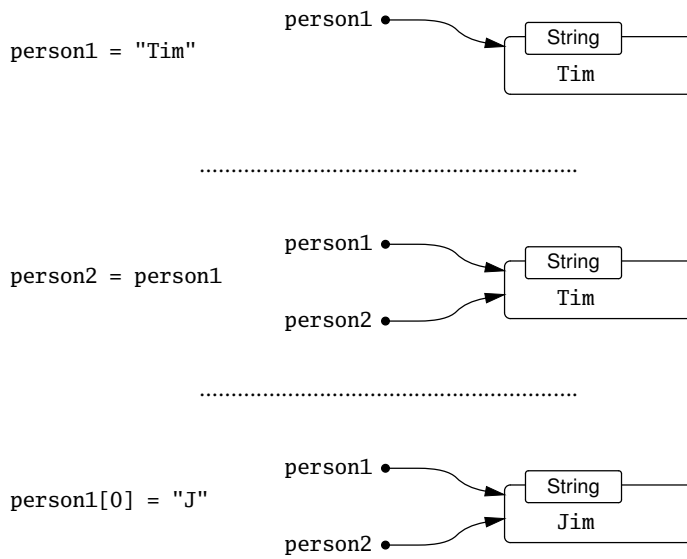 person1
String
person1 = "Tim"
Tim
person1
String
person2 = person1
Tim
person2
person1
String
person1[0] = "J"
Jim
person2